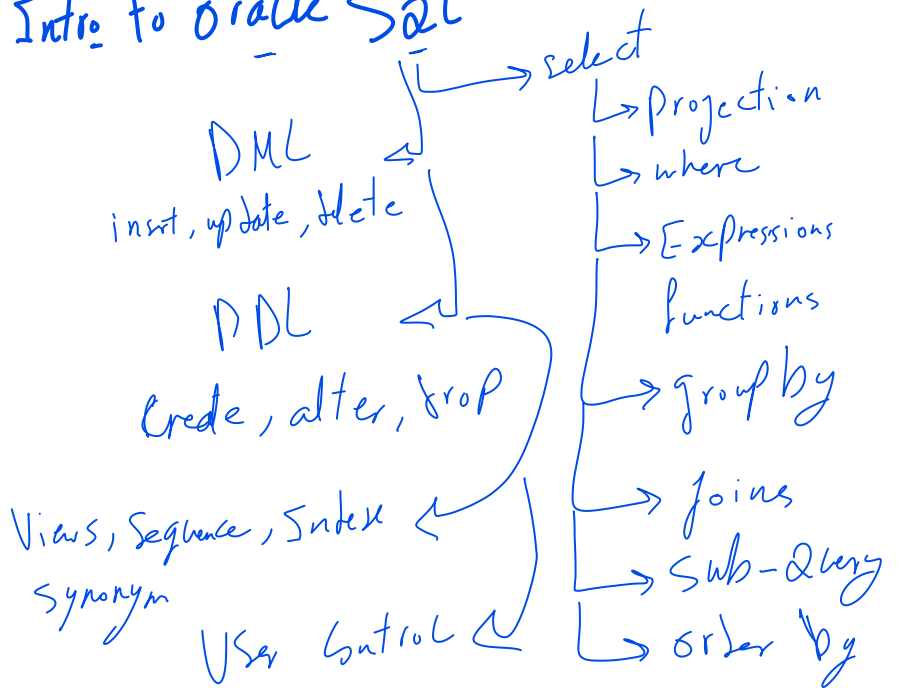 Intro to Oracle SQL
select
Projection
where
Expressions
functions
group by
Joins
Sub-Query
order by
DML
insert, update, delete
DDL
Create, alter, drop
Views, Sequence, Index
Synonym
User Control